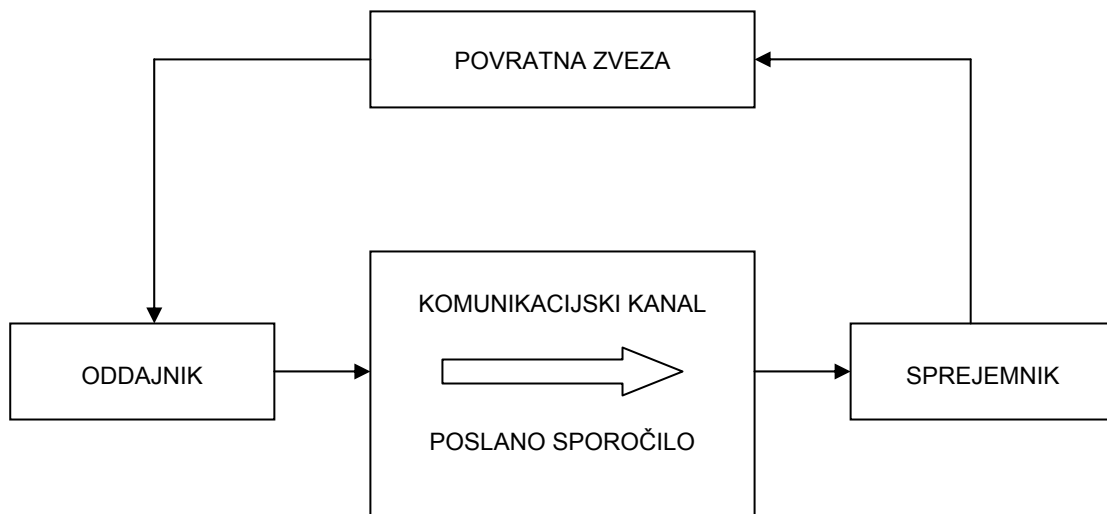 POVRATNA ZVEZA
KOMUNIKACIJSKI KANAL
ODDAJNIK
SPREJEMNIK
POSLANO SPOROČILO